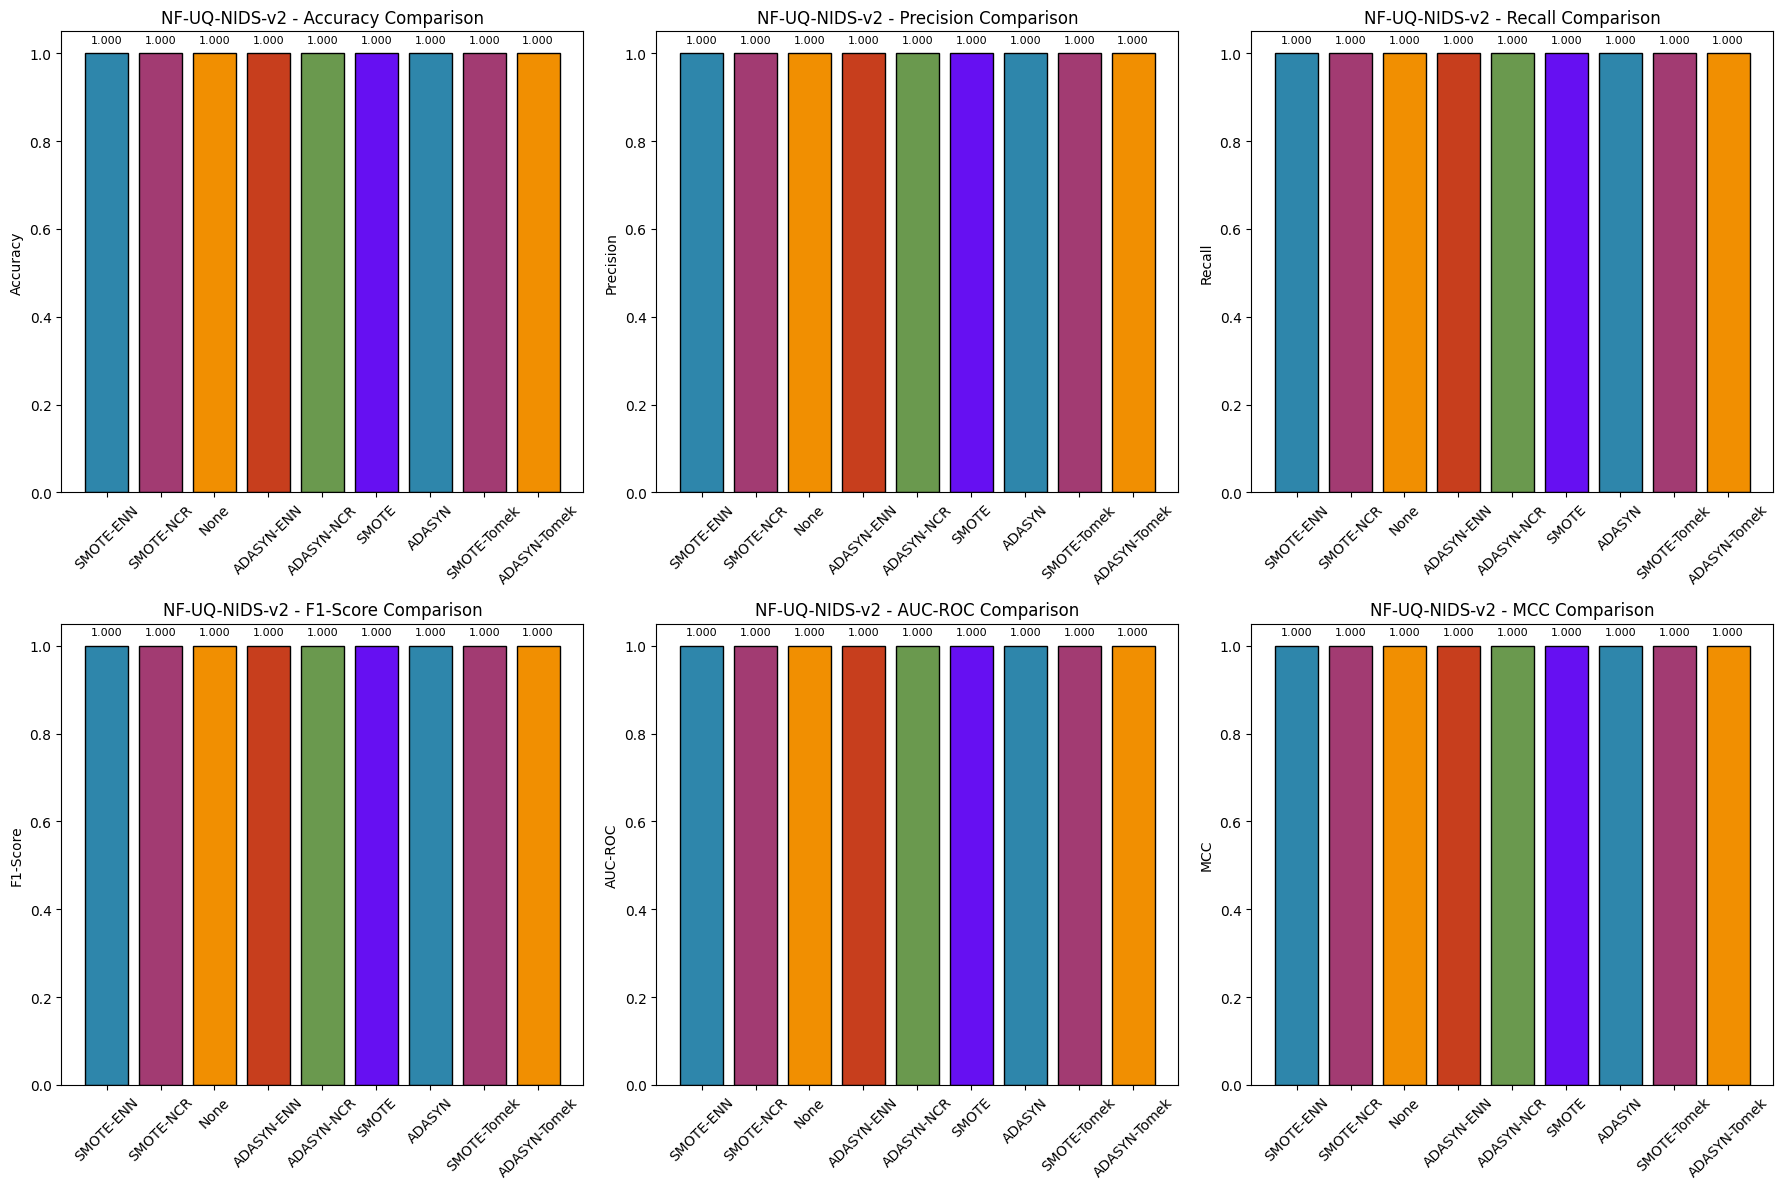 NF-UQ-NIDS-v2 - Accuracy Comparison
1.000 1.000 1.000 1.000 1.000 1.000 1.000 1.000 1.000
1.0
0.8
0.6
0.4
0.2
0.0
Accuracy
SMOTE-ENN SMOTE-NCR None ADASYN-ENN ADASYN-NCR SMOTE ADASYN SMOTE-Tomek ADASYN-Tomek
NF-UQ-NIDS-v2 - Precision Comparison
1.000 1.000 1.000 1.000 1.000 1.000 1.000 1.000 1.000
1.0
0.8
0.6
0.4
0.2
0.0
Precision
SMOTE-ENN SMOTE-NCR None ADASYN-ENN ADASYN-NCR SMOTE ADASYN SMOTE-Tomek ADASYN-Tomek
NF-UQ-NIDS-v2 - Recall Comparison
1.000 1.000 1.000 1.000 1.000 1.000 1.000 1.000 1.000
1.0
0.8
0.6
0.4
0.2
0.0
Recall
SMOTE-ENN SMOTE-NCR None ADASYN-ENN ADASYN-NCR SMOTE ADASYN SMOTE-Tomek ADASYN-Tomek
NF-UQ-NIDS-v2 - F1-Score Comparison
1.000 1.000 1.000 1.000 1.000 1.000 1.000 1.000 1.000
1.0
0.8
0.6
0.4
0.2
0.0
F1-Score
SMOTE-ENN SMOTE-NCR None ADASYN-ENN ADASYN-NCR SMOTE ADASYN SMOTE-Tomek ADASYN-Tomek
NF-UQ-NIDS-v2 - AUC-ROC Comparison
1.000 1.000 1.000 1.000 1.000 1.000 1.000 1.000 1.000
1.0
0.8
0.6
0.4
0.2
0.0
AUC-ROC
SMOTE-ENN SMOTE-NCR None ADASYN-ENN ADASYN-NCR SMOTE ADASYN SMOTE-Tomek ADASYN-Tomek
NF-UQ-NIDS-v2 - MCC Comparison
1.000 1.000 1.000 1.000 1.000 1.000 1.000 1.000 1.000
1.0
0.8
0.6
0.4
0.2
0.0
MCC
SMOTE-ENN SMOTE-NCR None ADASYN-ENN ADASYN-NCR SMOTE ADASYN SMOTE-Tomek ADASYN-Tomek